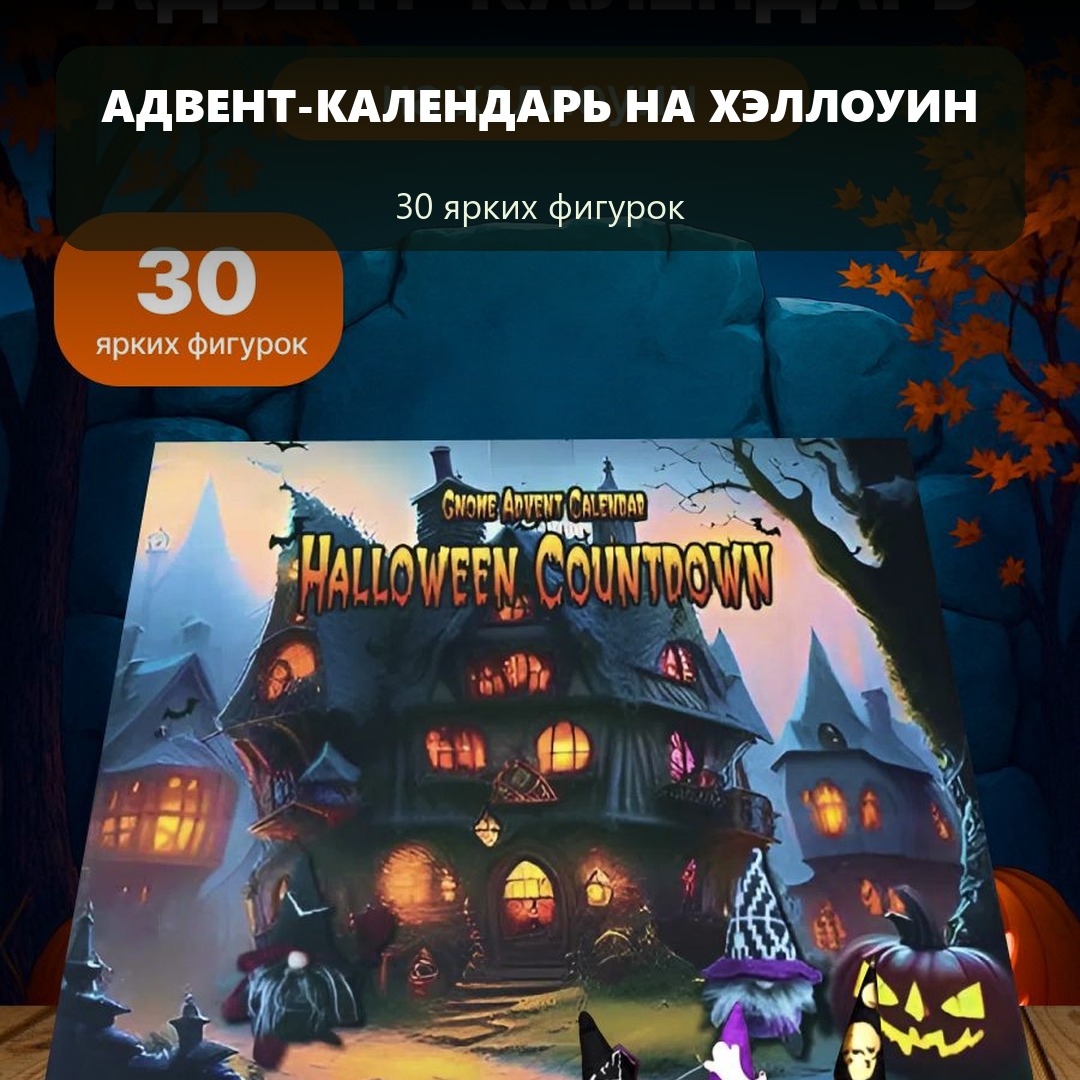 АДВЕНТ-КАЛЕНДАРЬ НА ХЭЛЛОУИН
30 ярких фигурок
30
ярких фигурок
GNOME ADVENT CALENDAR
HALLOWEEN COUNTDOWN